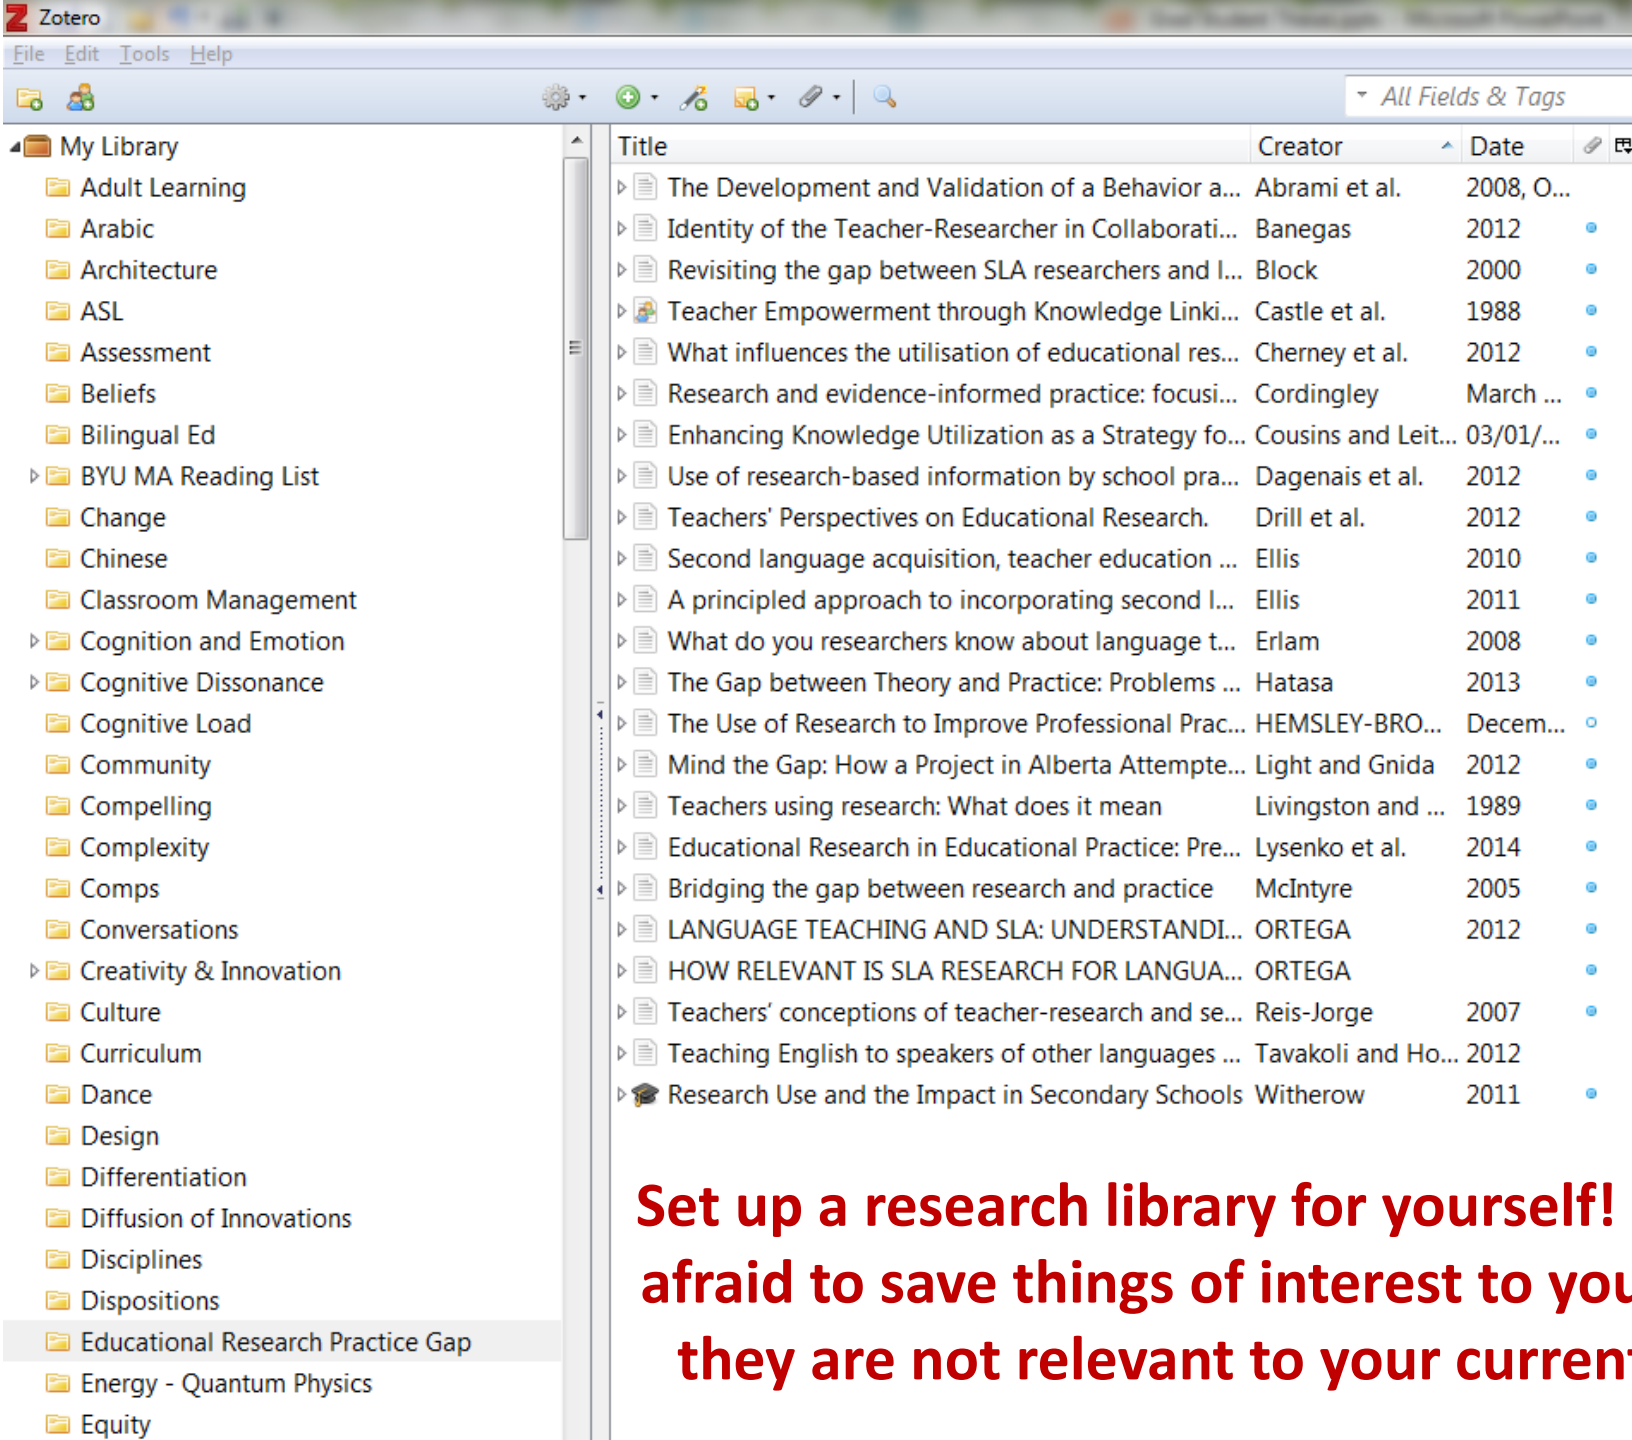 Zotero
File Edit Tools Help
All Fields & Tags
My Library
Adult Learning
Arabic
Architecture
ASL
Assessment
Beliefs
Bilingual Ed
BYU MA Reading List
Change
Chinese
Classroom Management
Cognition and Emotion
Cognitive Dissonance
Cognitive Load
Community
Compelling
Complexity
Comps
Conversations
Creativity & Innovation
Culture
Curriculum
Dance
Design
Differentiation
Diffusion of Innovations
Disciplines
Dispositions
Educational Research Practice Gap
Energy - Quantum Physics
Equity
Title Creator Date
The Development and Validation of a Behavior a... Abrami et al. 2008, O...
Identity of the Teacher-Researcher in Collaborati... Banegas 2012
Revisiting the gap between SLA researchers and l... Block 2000
Teacher Empowerment through Knowledge Linki... Castle et al. 1988
What influences the utilisation of educational res... Cherney et al. 2012
Research and evidence-informed practice: focusi... Cordingley March ...
Enhancing Knowledge Utilization as a Strategy fo... Cousins and Leit... 03/01/...
Use of research-based information by school pra... Dagenais et al. 2012
Teachers' Perspectives on Educational Research. Drill et al. 2012
Second language acquisition, teacher education ... Ellis 2010
A principled approach to incorporating second l... Ellis 2011
What do you researchers know about language t... Erlam 2008
The Gap between Theory and Practice: Problems ... Hatasa 2013
The Use of Research to Improve Professional Prac... HEMSLEY-BRO... Decem...
Mind the Gap: How a Project in Alberta Attempte... Light and Gnida 2012
Teachers using research: What does it mean Livingston and ... 1989
Educational Research in Educational Practice: Pre... Lysenko et al. 2014
Bridging the gap between research and practice McIntyre 2005
LANGUAGE TEACHING AND SLA: UNDERSTANDI... ORTEGA 2012
HOW RELEVANT IS SLA RESEARCH FOR LANGUA... ORTEGA
Teachers’ conceptions of teacher-research and se... Reis-Jorge 2007
Teaching English to speakers of other languages ... Tavakoli and Ho... 2012
Research Use and the Impact in Secondary Schools Witherow 2011
Set up a research library for yourself!
afraid to save things of interest to you
they are not relevant to your current